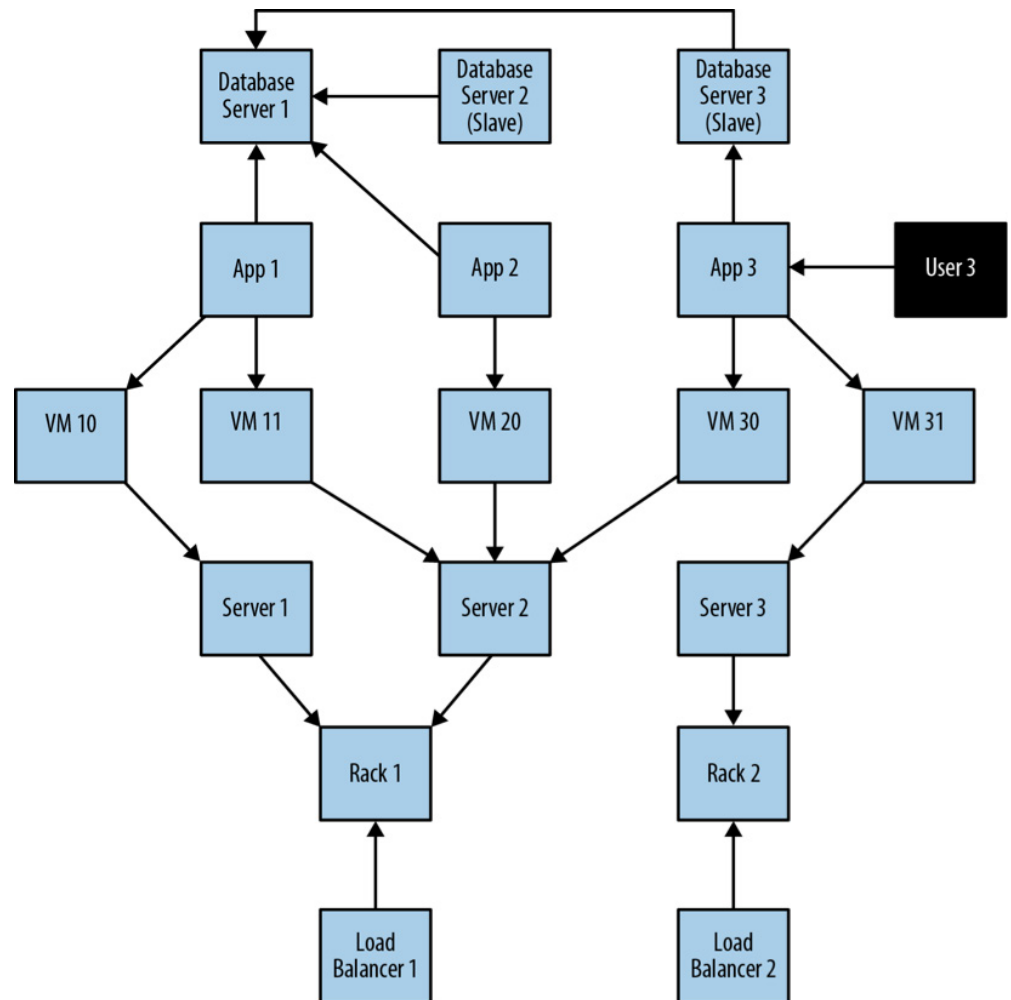 Database
Server 1
Database
Server 2
(Slave)
Database
Server 3
(Slave)
App 1
App 2
App 3
User 3
VM 10
VM 11
VM 20
VM 30
VM 31
Server 1
Server 2
Server 3
Rack 1
Rack 2
Load
Balancer 1
Load
Balancer 2